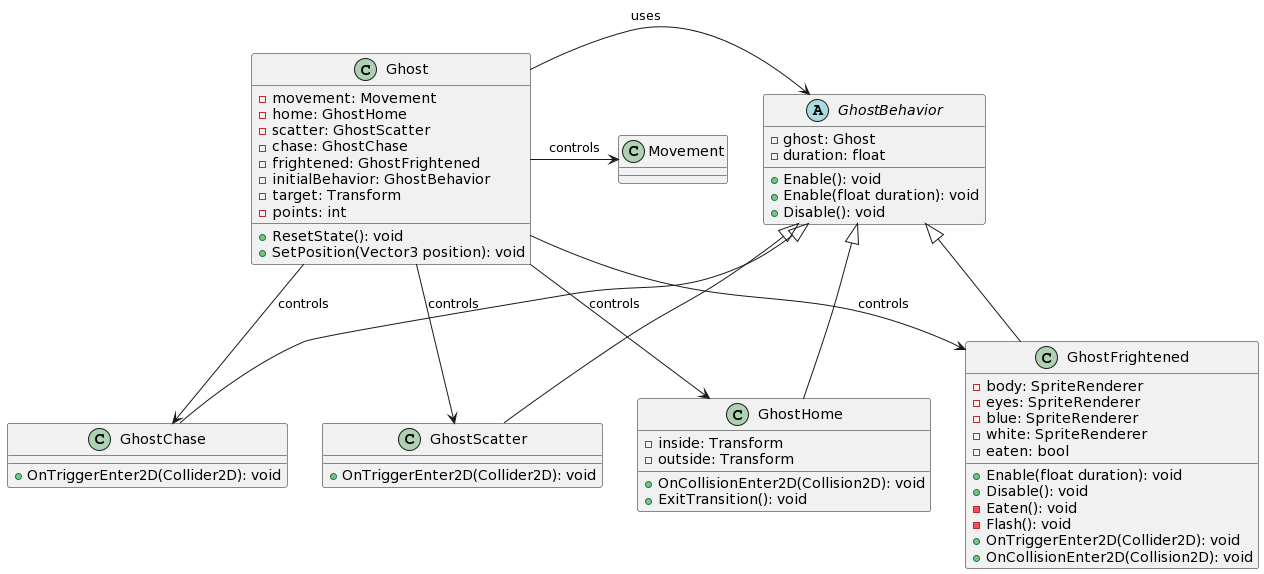 uses
C Ghost
movement: Movement
home: GhostHome
scatter: GhostScatter
chase: GhostChase
frightened: GhostFrightened
initialBehavior: GhostBehavior
target: Transform
points: int
ResetState(): void
SetPosition(Vector3 position): void
controls
C Movement
A GhostBehavior
ghost: Ghost
duration: float
Enable(): void
Enable(float duration): void
Disable(): void
controls
controls
controls
controls
C GhostChase
OnTriggerEnter2D(Collider2D): void
C GhostScatter
OnTriggerEnter2D(Collider2D): void
C GhostHome
inside: Transform
outside: Transform
OnCollisionEnter2D(Collision2D): void
ExitTransition(): void
C GhostFrightened
body: SpriteRenderer
eyes: SpriteRenderer
blue: SpriteRenderer
white: SpriteRenderer
eaten: bool
Enable(float duration): void
Disable(): void
Eaten(): void
Flash(): void
OnTriggerEnter2D(Collider2D): void
OnCollisionEnter2D(Collision2D): void